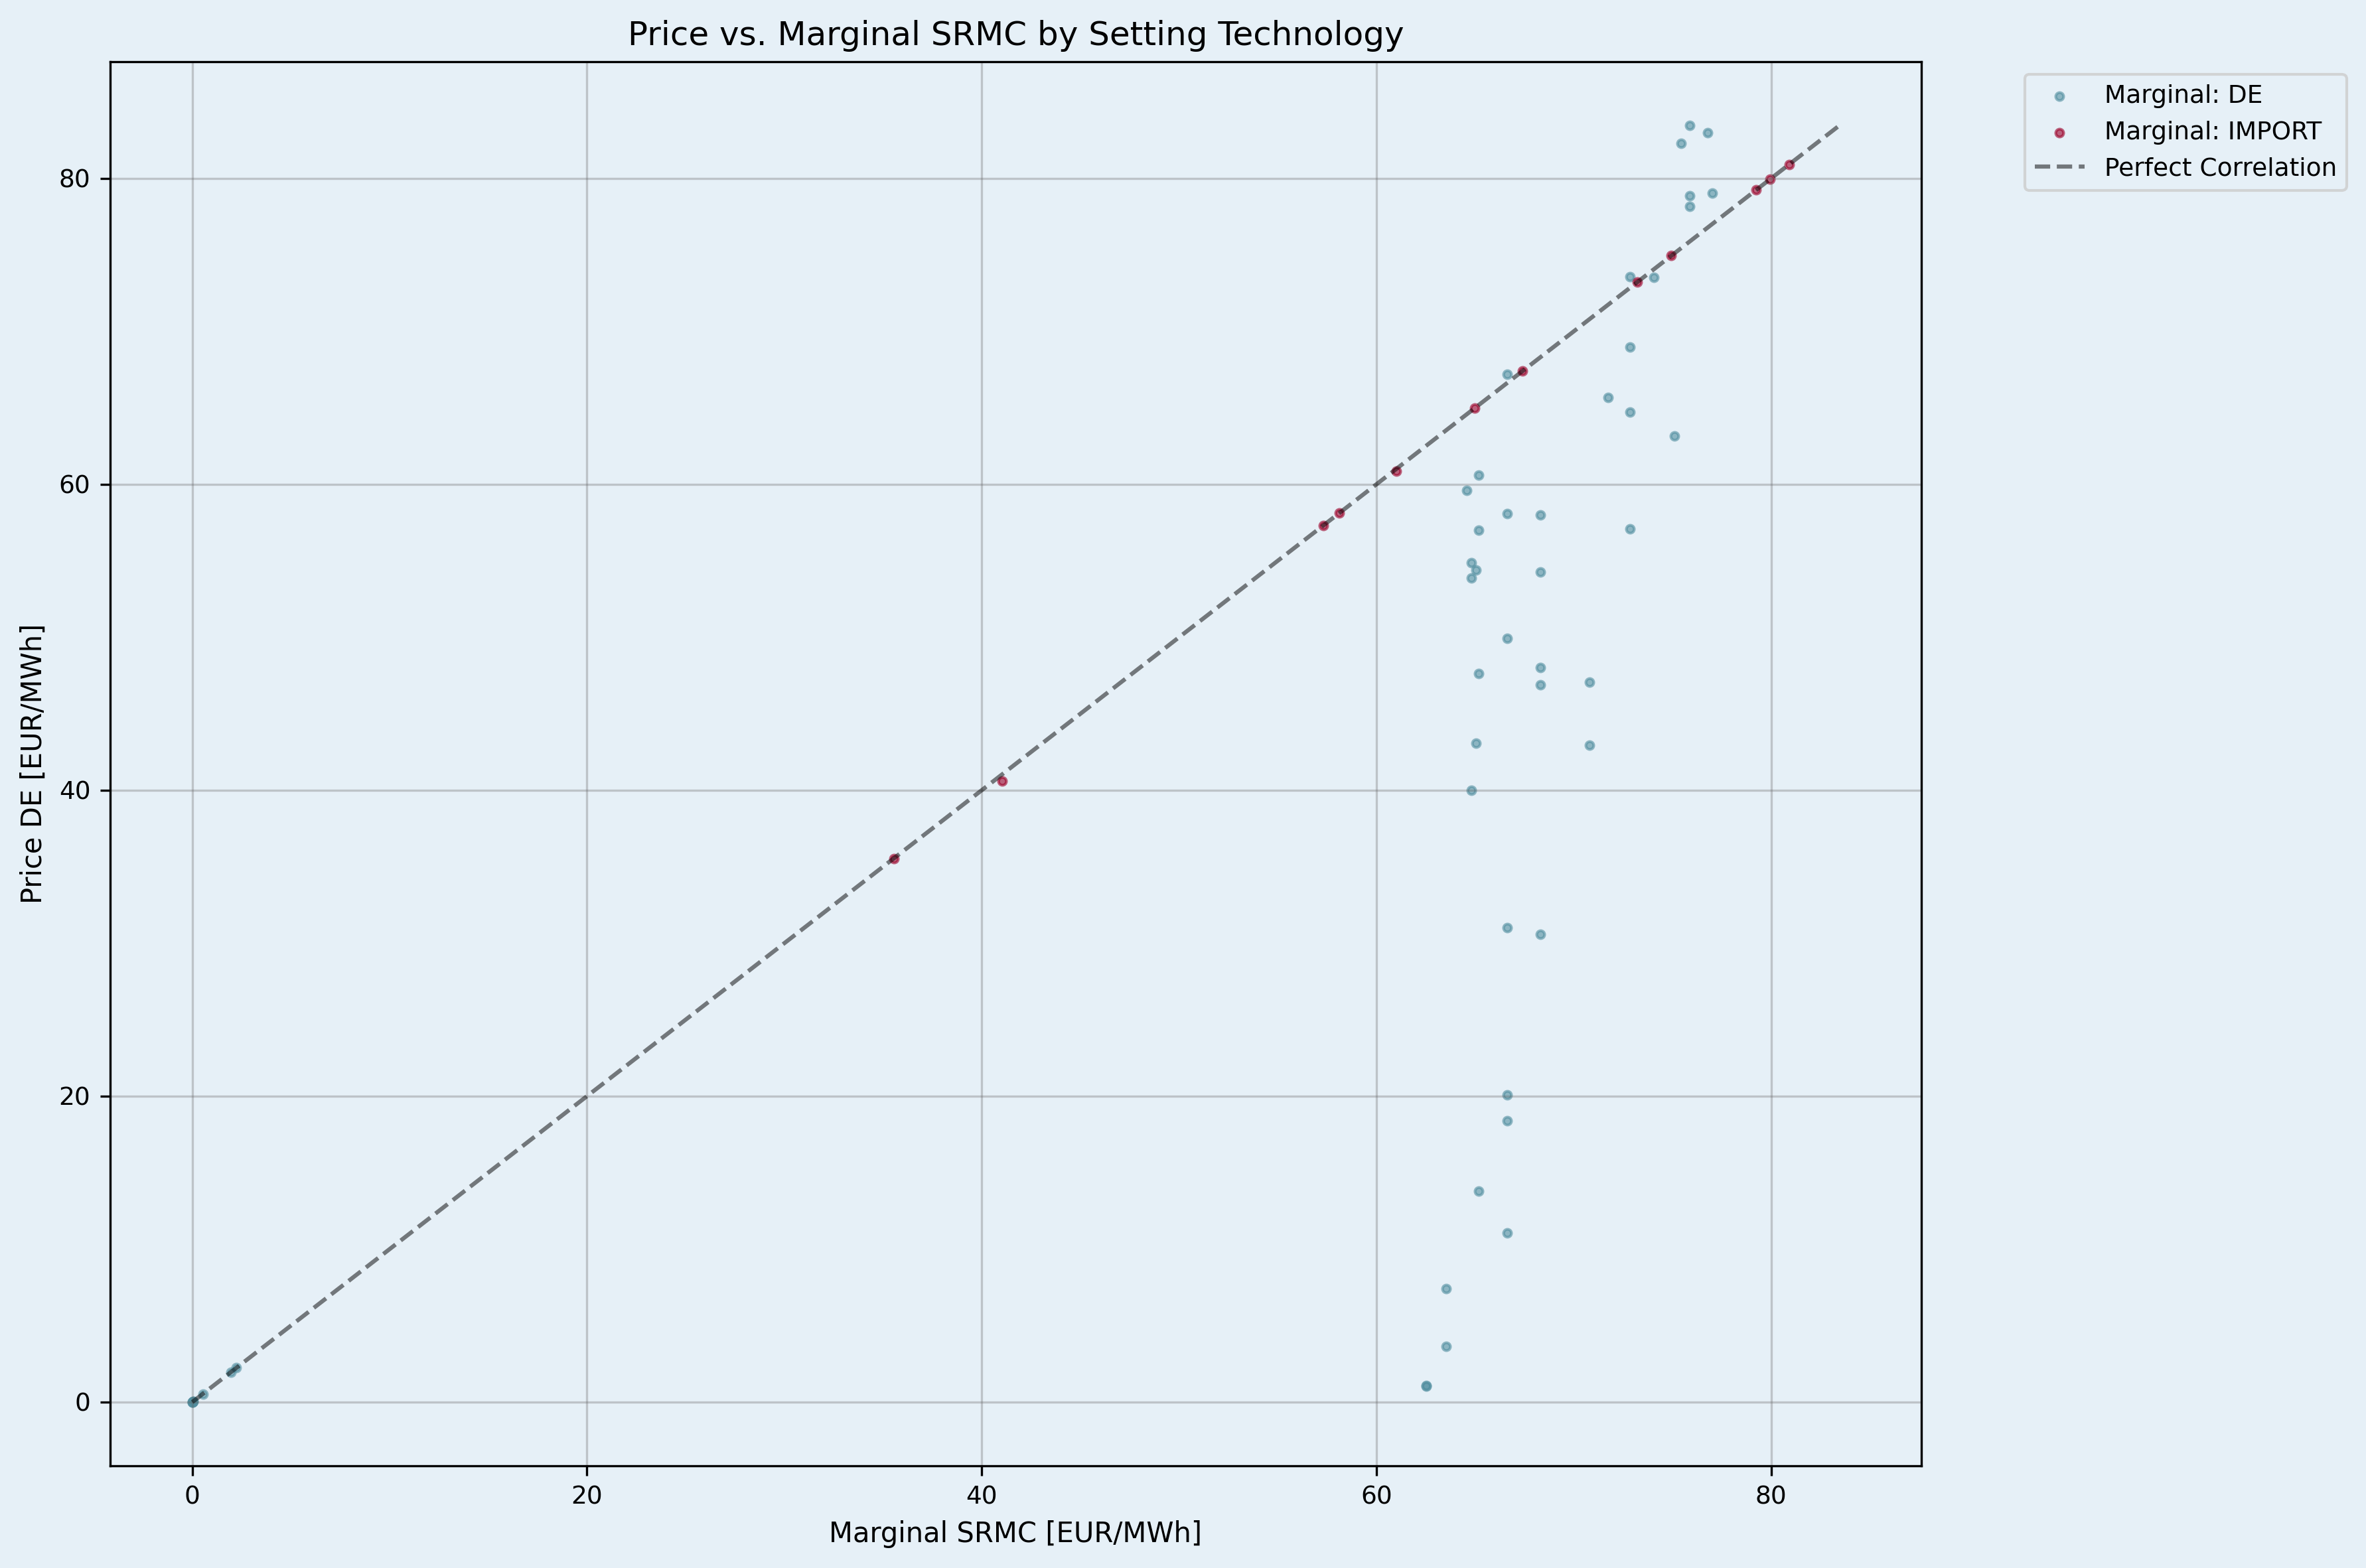 Price vs. Marginal SRMC by Setting Technology
Marginal: DE
Marginal: IMPORT
Perfect Correlation
Price DE [EUR/MWh]
80
60
40
20
0
0
20
40
60
80
Marginal SRMC [EUR/MWh]